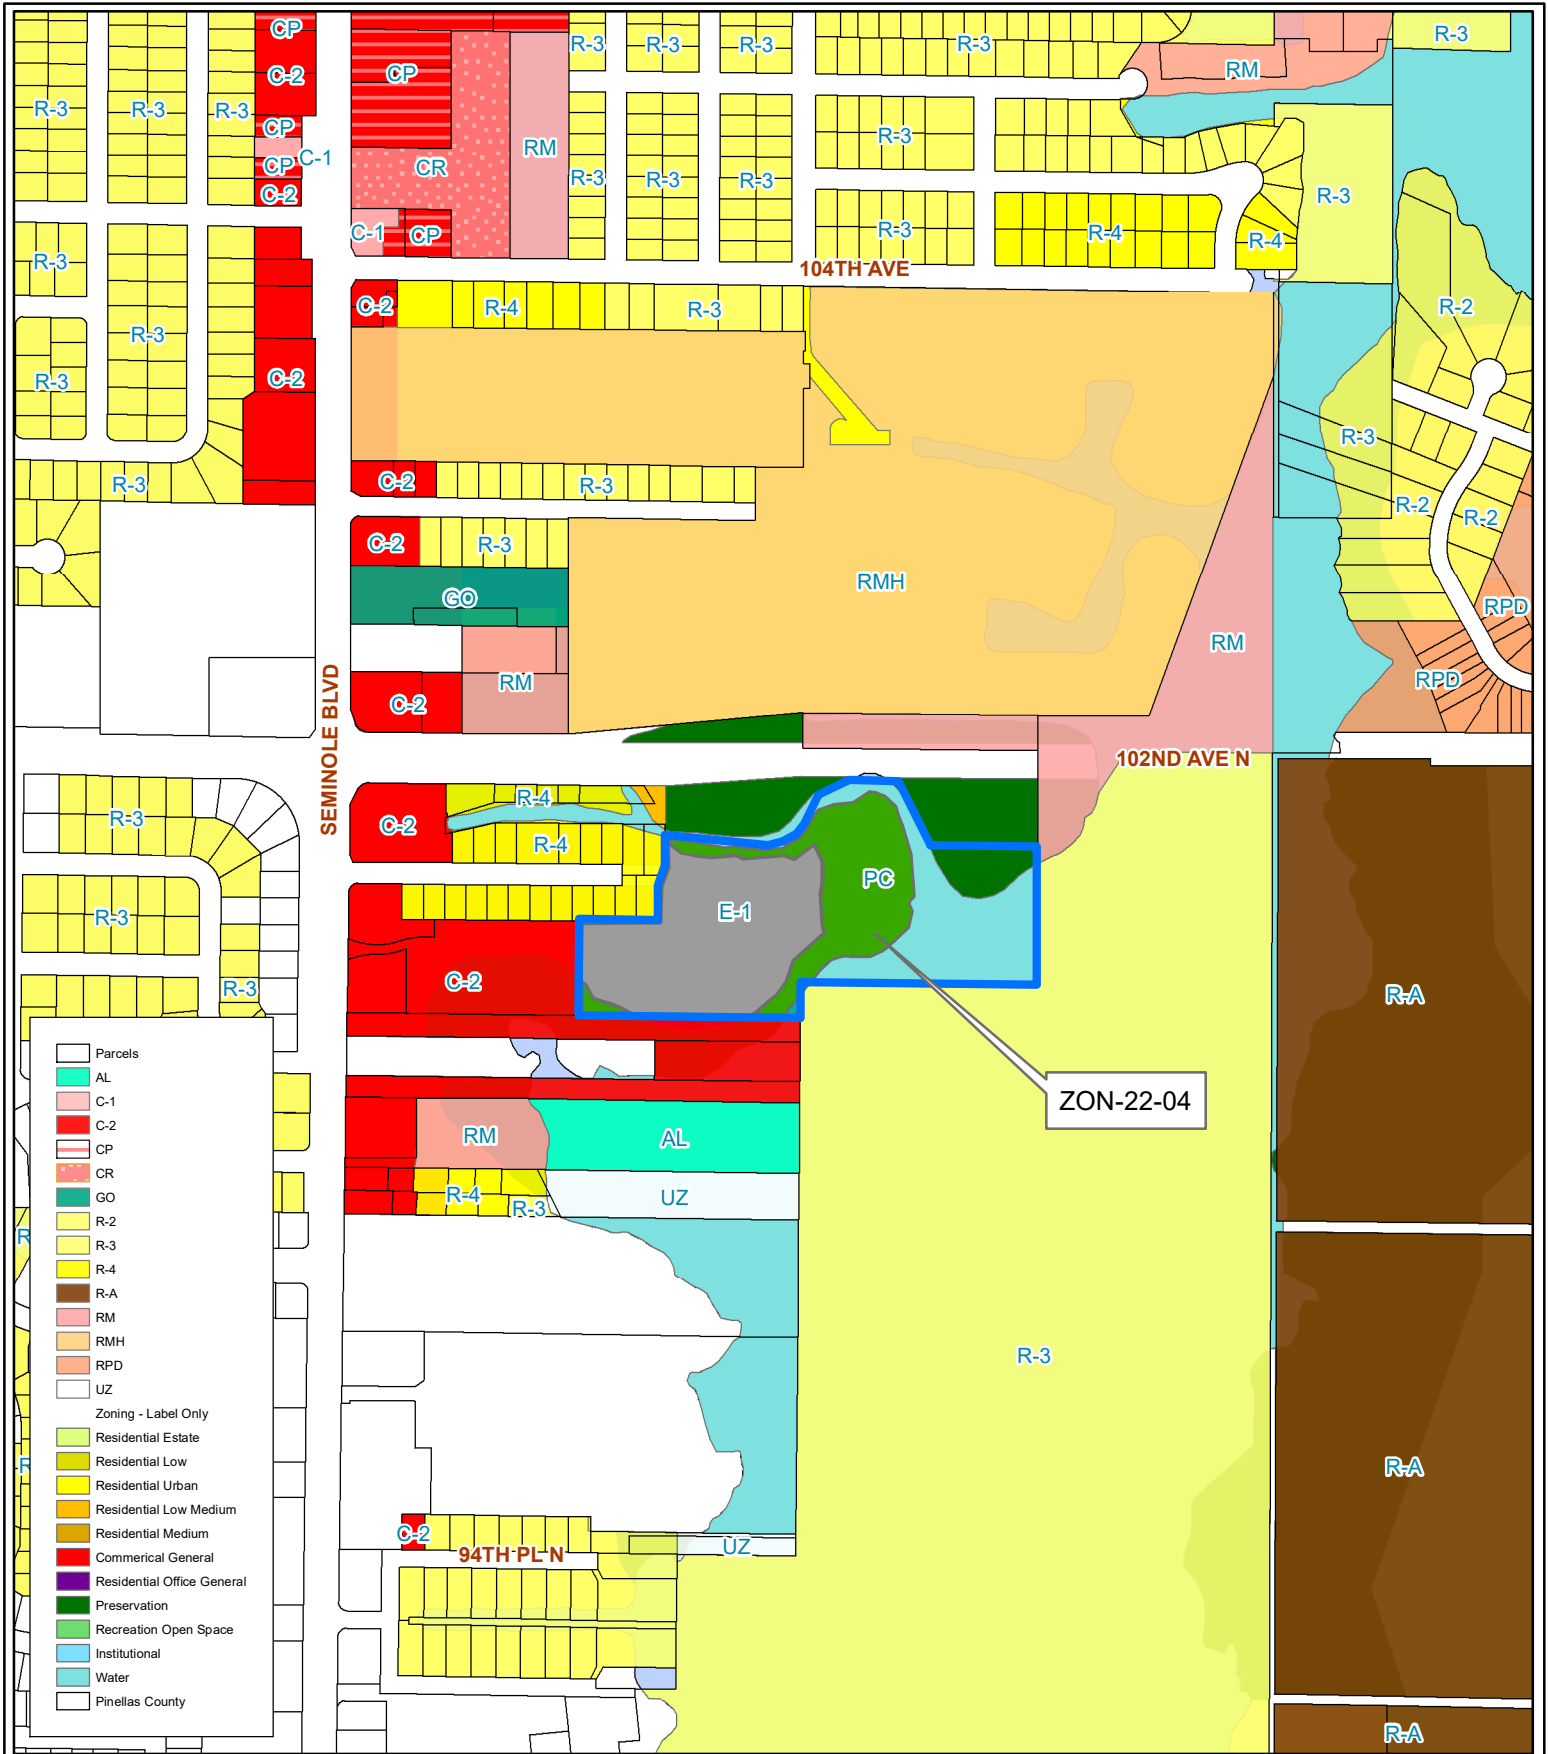 CP
R-3
R-3
R-3
R-3
R-3
C-2
CP
RM
R-3
R-3
R-3
CP
R-3
C-1
CP
CR
RM
R-3
R-3
R-3
R-3
C-2
C-1
CP
R-3
R-4
R-4
R-3
104TH AVE
C-2
R-4
R-3
R-2
R-3
R-3
C-2
R-3
R-3
C-2
R-3
R-2
R-2
C-2
R-3
RMH
GO
RPD
RM
RM
RPD
C-2
SEMINOLE BLVD
102ND AVE N
R-4
R-3
C-2
R-4
PC
E-1
R-3
C-2
R-3
R-A
ZON-22-04
RM
AL
R-4
R-3
UZ
R
R-3
R
R-A
C-2
UZ
94TH PL N
R-A
Parcels
AL
C-1
C-2
CP
CR
GO
R-2
R-3
R-4
R-A
RM
RMH
RPD
UZ
Zoning - Label Only
Residential Estate
Residential Low
Residential Urban
Residential Low Medium
Residential Medium
Commerical General
Residential Office General
Preservation
Recreation Open Space
Institutional
Water
Pinellas County